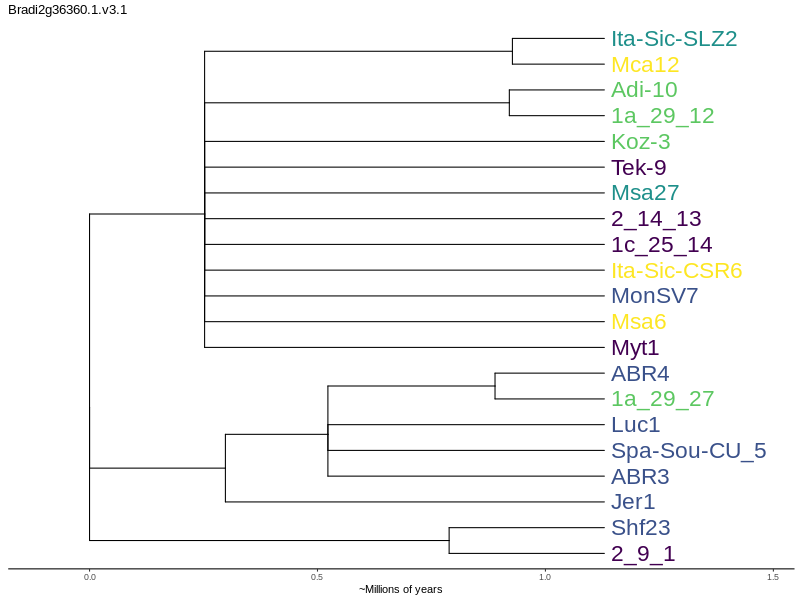 Bradi2g36360.1.v3.1
Ita-Sic-SLZ2
Mca12
Adi-10
1a_29_12
Koz-3
Tek-9
Msa27
2_14_13
1c_25_14
Ita-Sic-CSR6
MonSV7
Msa6
Myt1
ABR4
1a_29_27
Luc1
Spa-Sou-CU_5
ABR3
Jer1
Shf23
2_9_1
0.0 0.5 1.0 1.5
~Millions of years